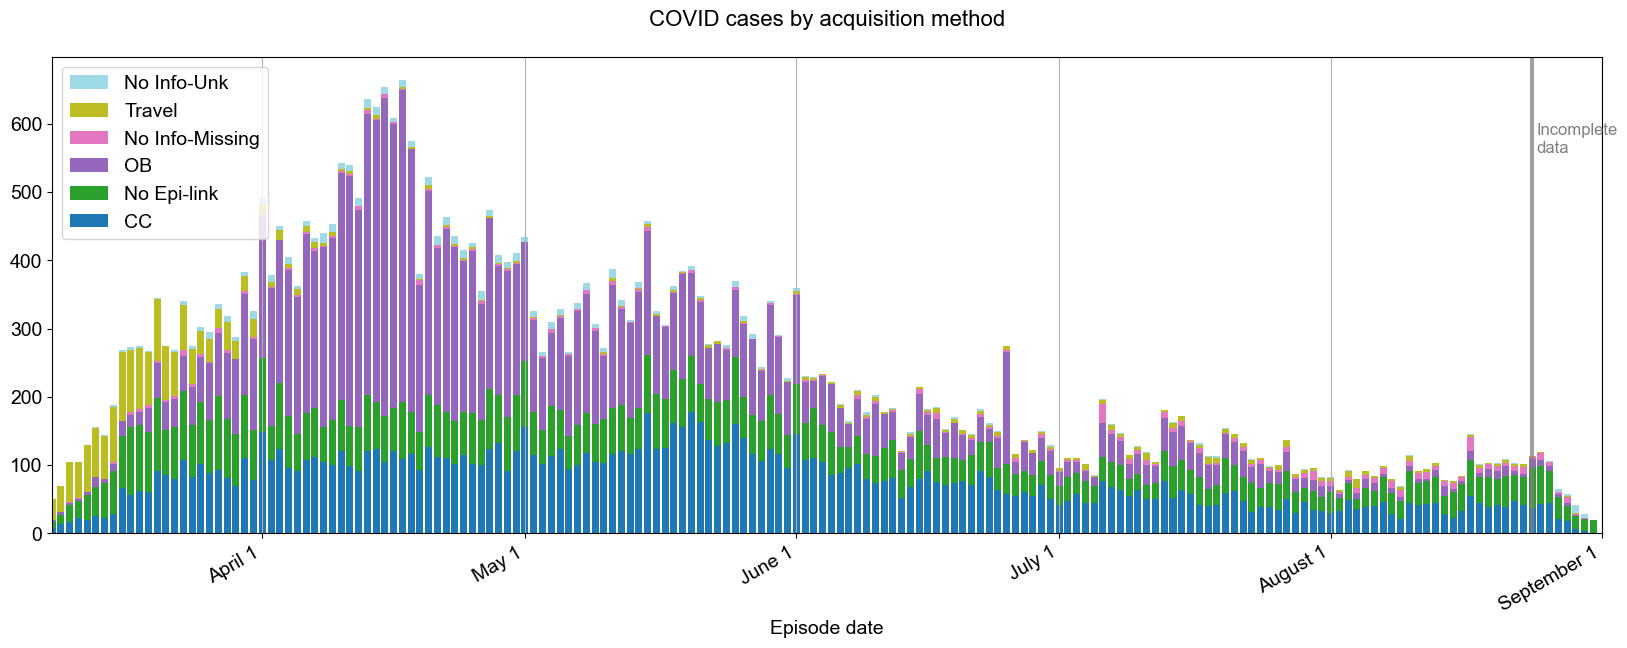 COVID cases by acquisition method
No Info-Unk
Travel
No Info-Missing
OB
No Epi-link
CC
600
500
400
300
200
100
0
Incomplete
data
April 1
May 1
June 1
July 1
August 1
September 1
Episode date